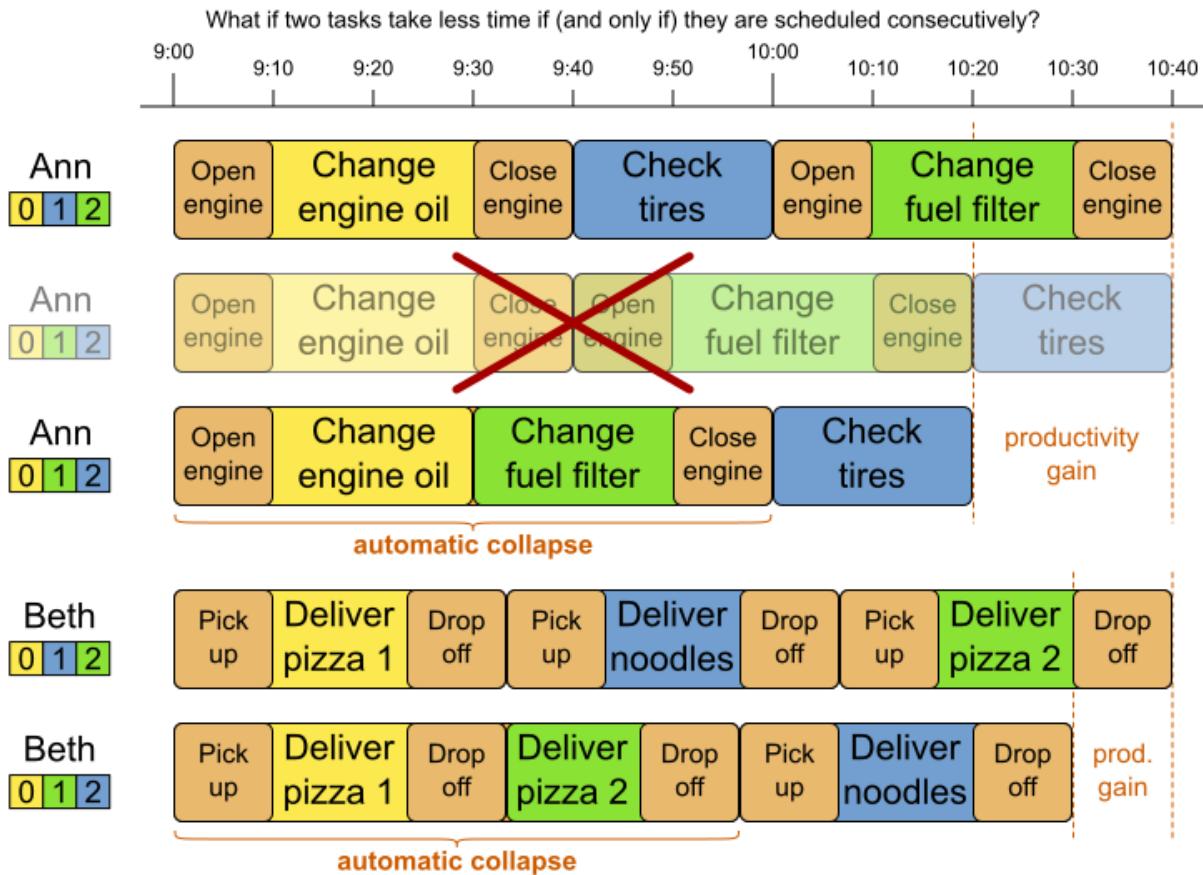 What if two tasks take less time if (and only if) they are scheduled consecutively?
9:00 10:00
9:10 9:20 9:30 9:40 9:50 10:10 10:20 10:30 10:40
Ann
0 1 2
Open
engine
Change
engine oil
Close
engine
Check
tires
Open
engine
Change
fuel filter
Close
engine
Ann
0 1 2
Open
engine
Change
engine oil
Close
engine
Open
engine
Change
fuel filter
Close
engine
Check
tires
Ann
0 1 2
Open
engine
Change
engine oil
Change
fuel filter
Close
engine
Check
tires
productivity
gain
automatic collapse
Beth
0 1 2
Pick
up
Deliver
pizza 1
Drop
off
Pick
up
Deliver
noodles
Drop
off
Pick
up
Deliver
pizza 2
Drop
off
Beth
0 1 2
Pick
up
Deliver
pizza 1
Drop
off
Deliver
pizza 2
Drop
off
Pick
up
Deliver
noodles
Drop
off
prod.
gain
automatic collapse